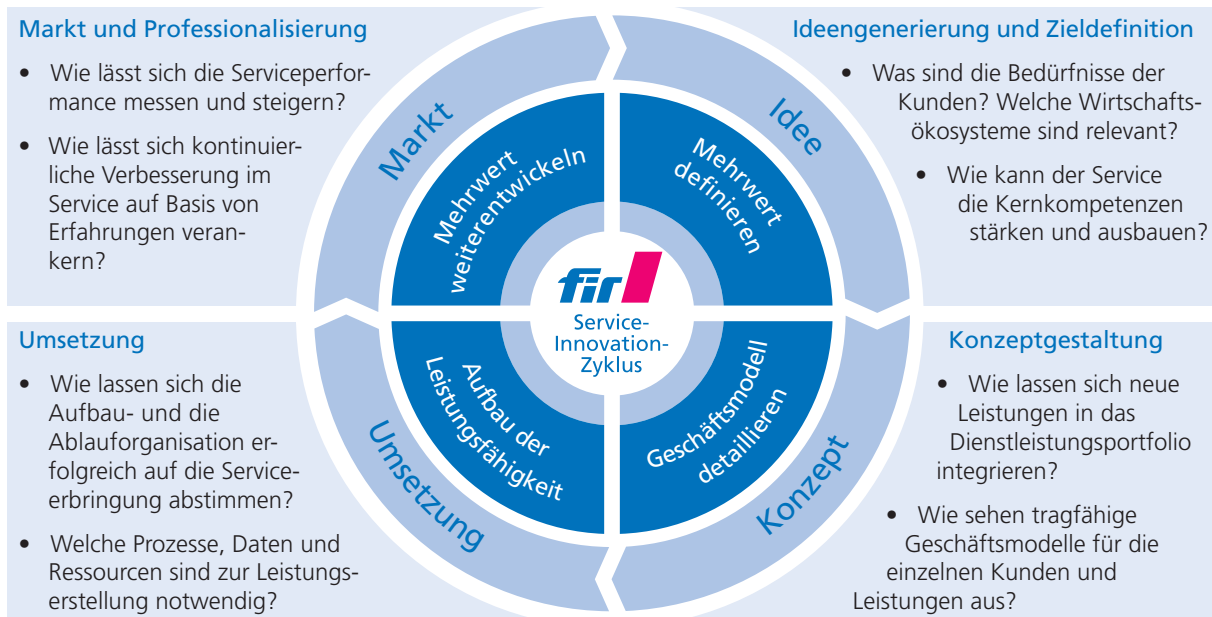 Markt und Professionalisierung
• Wie lässt sich die Serviceperfor-
mance messen und steigern?
• Wie lässt sich kontinuier-
liche Verbesserung im
Service auf Basis von
Erfahrungen veran-
kern?
Ideengenerierung und Zieldefinition
• Was sind die Bedürfnisse der
Kunden? Welche Wirtschafts-
ökosysteme sind relevant?
• Wie kann der Service
die Kernkompetenzen
stärken und ausbauen?
Markt
Idee
Mehrwert
weiterentwickeln
Mehrwert
definieren
fir
Service-
Innovation-
Zyklus
Aufbau der
Leistungsfähigkeit
Geschäftsmodell
detaillieren
Umsetzung
Konzept
Umsetzung
• Wie lassen sich die
Aufbau- und die
Ablauforganisation er-
folgreich auf die Service-
erbringung abstimmen?
• Welche Prozesse, Daten und
Ressourcen sind zur Leistungs-
erstellung notwendig?
Konzeptgestaltung
• Wie lassen sich neue
Leistungen in das
Dienstleistungsportfolio
integrieren?
• Wie sehen tragfähige
Geschäftsmodelle für die
einzelnen Kunden und
Leistungen aus?